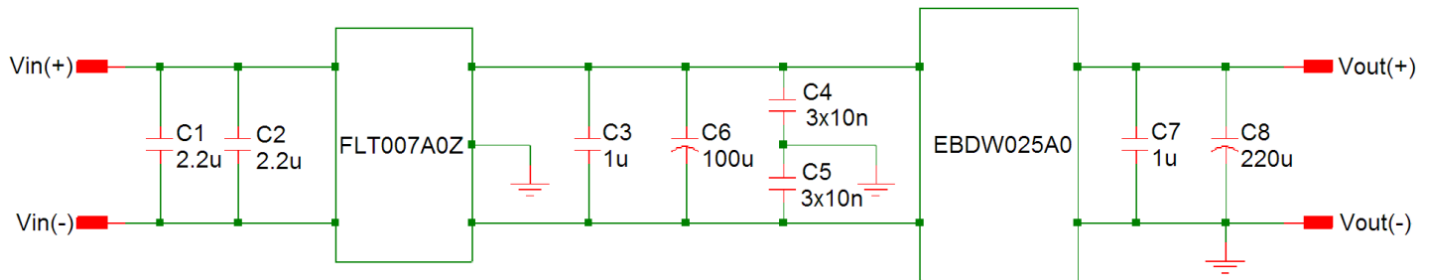 Vin(+)
C1
2.2u
C2
2.2u
FLT007A0Z
C3
1u
C6
100u
C4
3x10n
C5
3x10n
EBDW025A0
C7
1u
C8
220u
Vout(+)
Vin(-)
Vout(-)